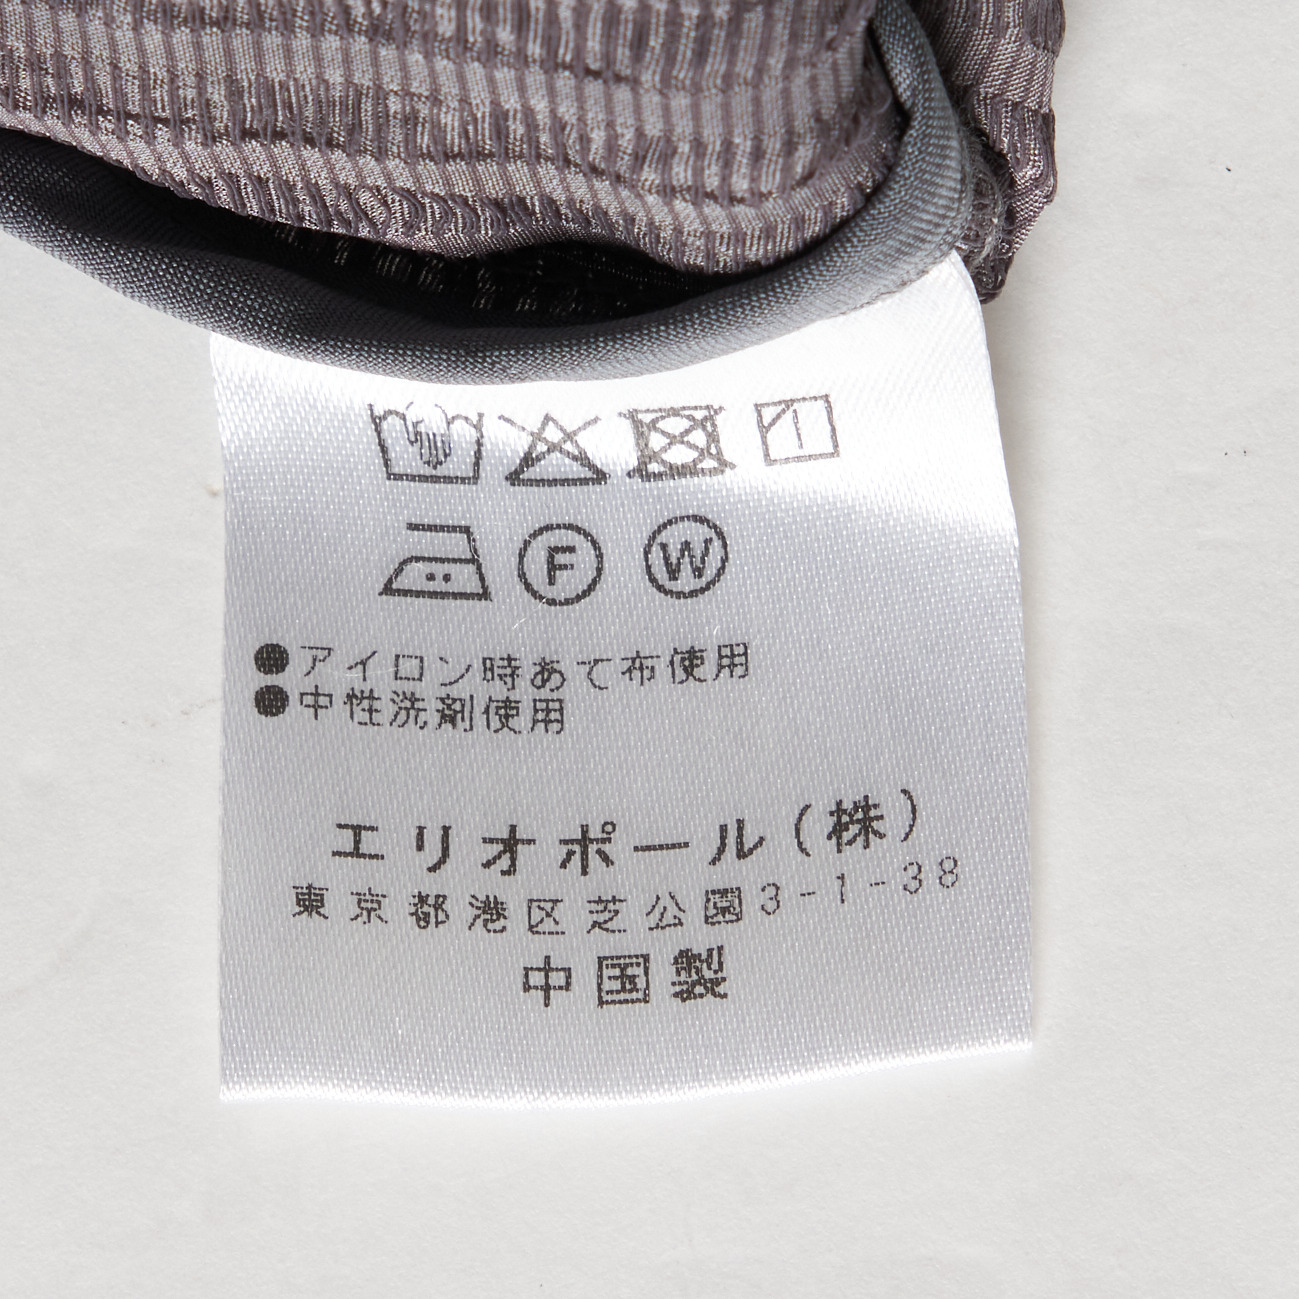 F W
●アイロン時あて布使用
●中性洗剤使用
エリオポール(株)
東京都港区芝公園3-1-38
中国製